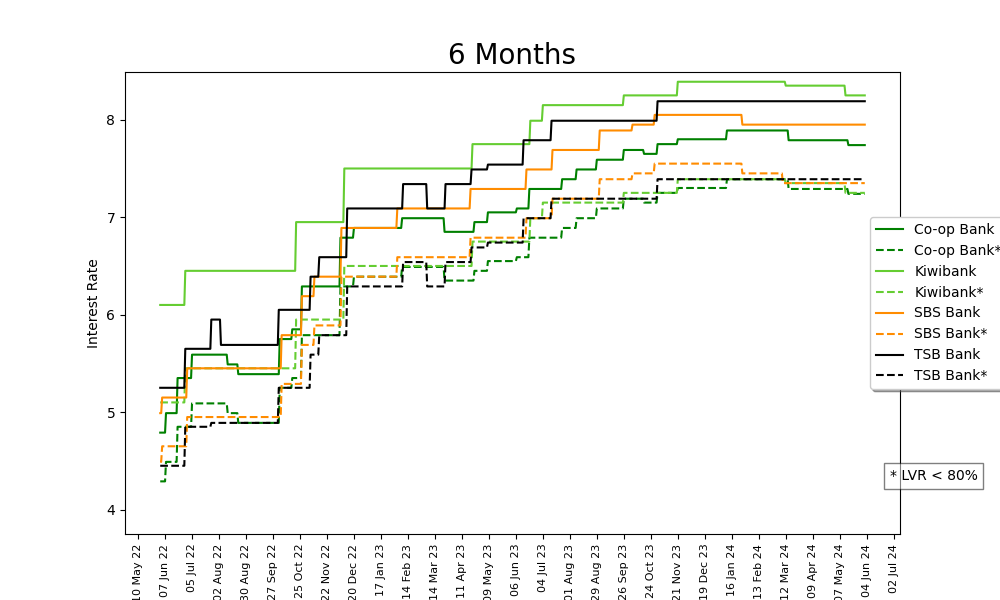 6 Months
Interest Rate
8
7
6
5
4
10 May 22
07 Jun 22
05 Jul 22
02 Aug 22
30 Aug 22
27 Sep 22
25 Oct 22
22 Nov 22
20 Dec 22
17 Jan 23
14 Feb 23
14 Mar 23
11 Apr 23
09 May 23
06 Jun 23
04 Jul 23
01 Aug 23
29 Aug 23
26 Sep 23
24 Oct 23
21 Nov 23
19 Dec 23
16 Jan 24
13 Feb 24
12 Mar 24
09 Apr 24
07 May 24
04 Jun 24
02 Jul 24
Co-op Bank
Co-op Bank*
Kiwibank
Kiwibank*
SBS Bank
SBS Bank*
TSB Bank
TSB Bank*
* LVR < 80%